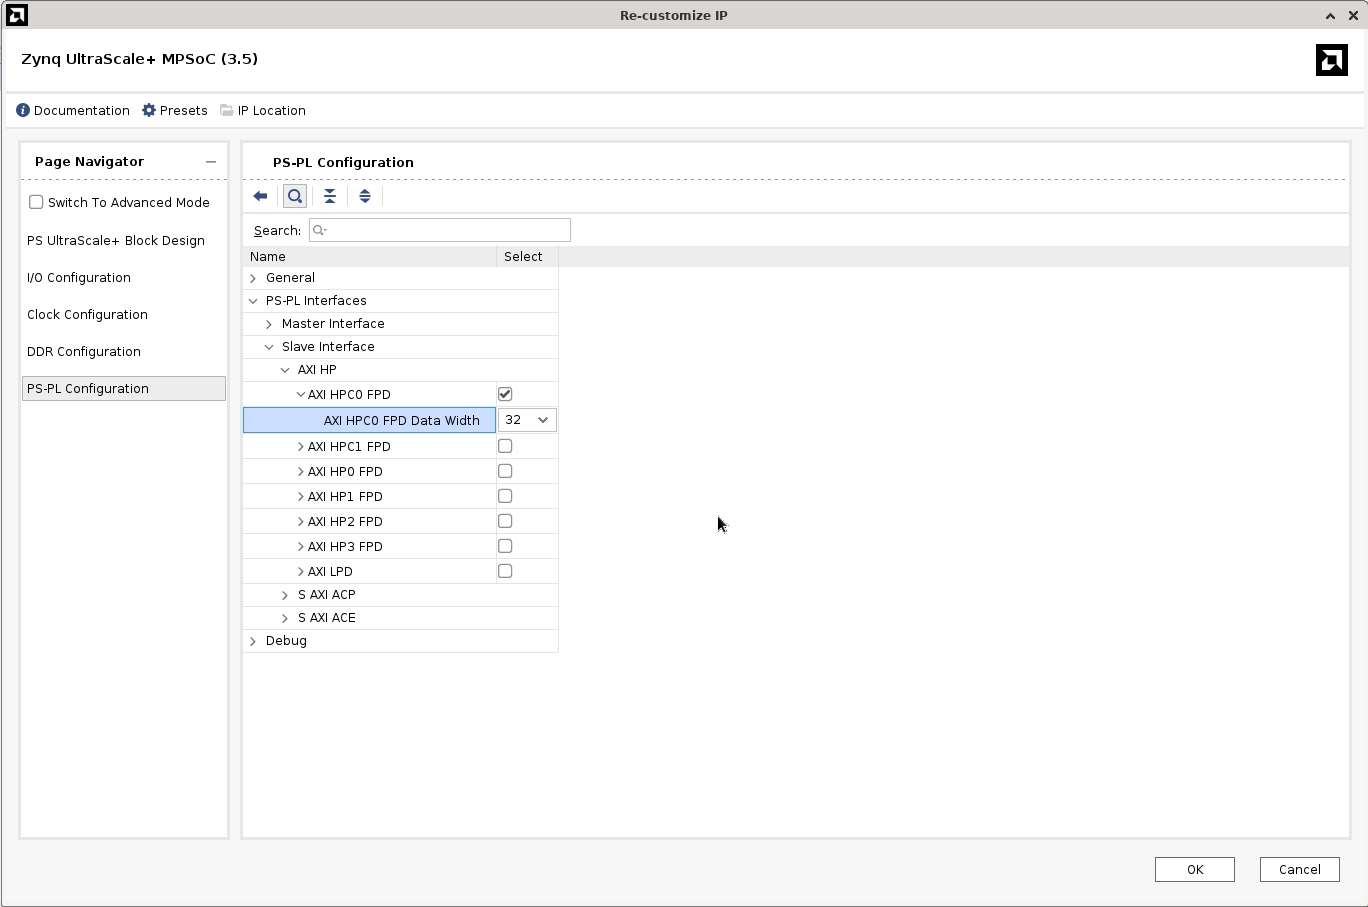 Re-customize IP
Zynq UltraScale+ MPSoC (3.5)
Documentation Presets IP Location
Page Navigator
Switch To Advanced Mode
PS UltraScale+ Block Design
I/O Configuration
Clock Configuration
DDR Configuration
PS-PL Configuration
PS-PL Configuration
Search:
Name Select
General
PS-PL Interfaces
Master Interface
Slave Interface
AXI HP
AXI HPC0 FPD
AXI HPC0 FPD Data Width 32
AXI HPC1 FPD
AXI HP0 FPD
AXI HP1 FPD
AXI HP2 FPD
AXI HP3 FPD
AXI LPD
S AXI ACP
S AXI ACE
Debug
OK Cancel